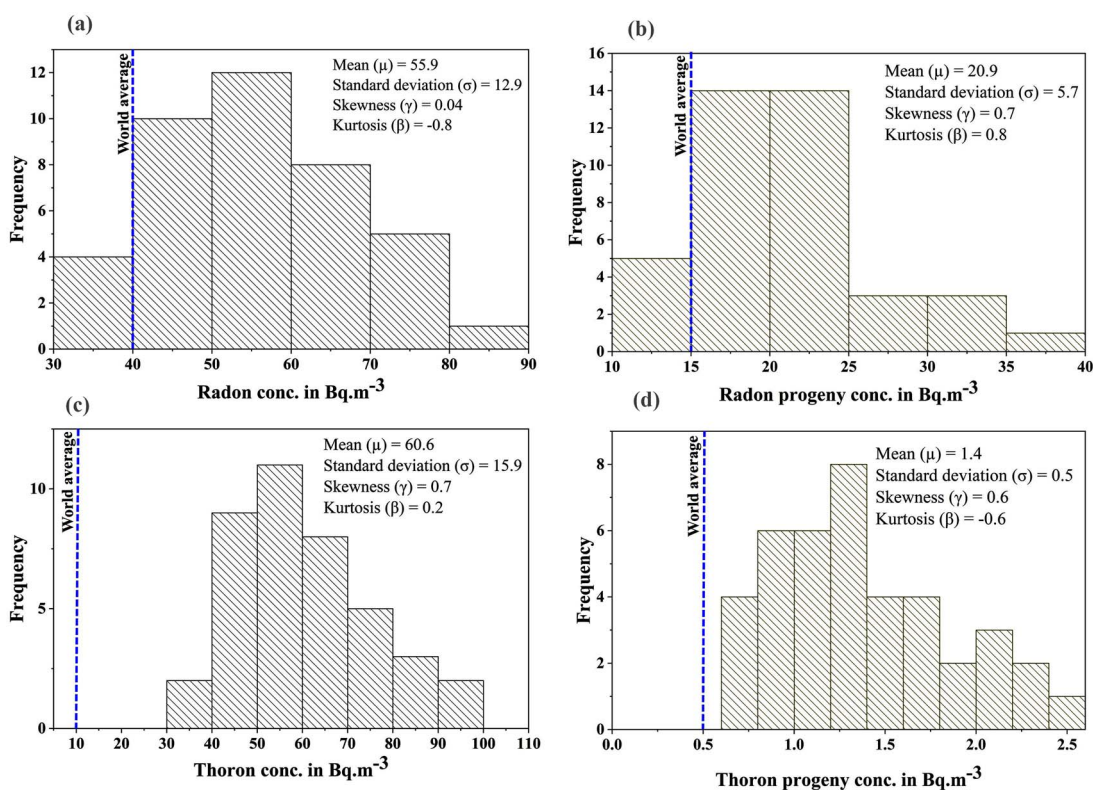 (a)
Mean (μ) = 55.9
Standard deviation (σ) = 12.9
Skewness (γ) = 0.04
Kurtosis (β) = -0.8
World average
Frequency
12
10
8
6
4
2
0
30 40 50 60 70 80 90
Radon conc. in Bq.m-3
(b)
Mean (μ) = 20.9
Standard deviation (σ) = 5.7
Skewness (γ) = 0.7
Kurtosis (β) = 0.8
World average
Frequency
16
14
12
10
8
6
4
2
0
10 15 20 25 30 35 40
Radon progeny conc. in Bq.m-3
(c)
Mean (μ) = 60.6
Standard deviation (σ) = 15.9
Skewness (γ) = 0.7
Kurtosis (β) = 0.2
World average
Frequency
10
5
0
10 20 30 40 50 60 70 80 90 100 110
Thoron conc. in Bq.m-3
(d)
Mean (μ) = 1.4
Standard deviation (σ) = 0.5
Skewness (γ) = 0.6
Kurtosis (β) = -0.6
World average
Frequency
8
6
4
2
0
0.0 0.5 1.0 1.5 2.0 2.5
Thoron progeny conc. in Bq.m-3